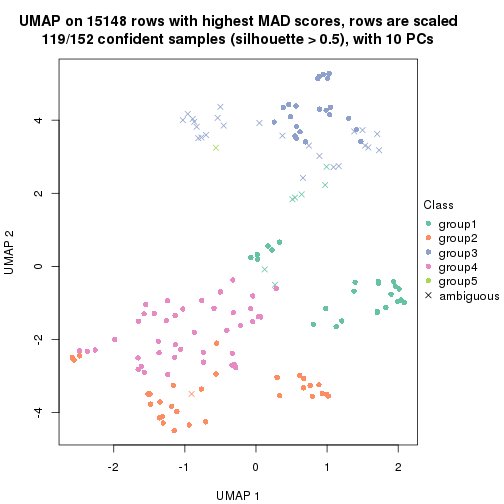 UMAP on 15148 rows with highest MAD scores, rows are scaled
119/152 confident samples (silhouette > 0.5), with 10 PCs
4
2
0
-2
-4
UMAP 2
-2
-1
0
1
2
UMAP 1
Class
group1
group2
group3
group4
group5
ambiguous